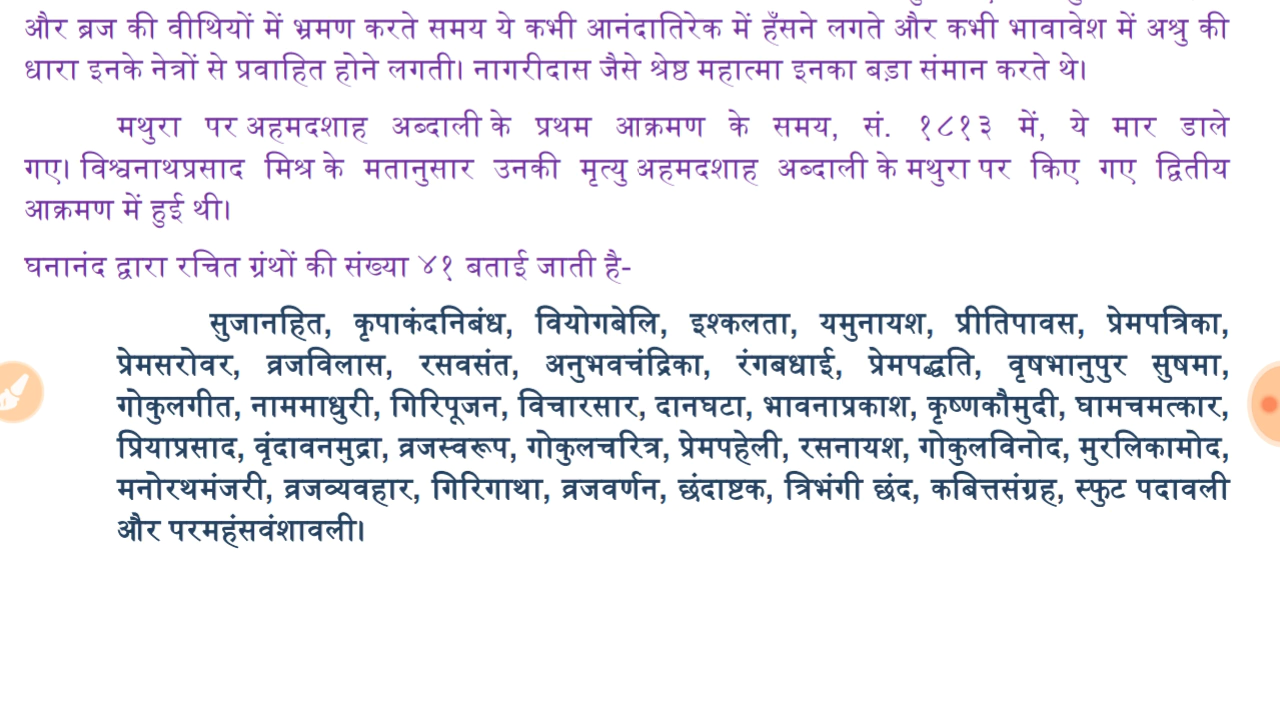 और ब्रज की वीथियों में भ्रमण करते समय ये कभी आनंदातिरेक में हँसने लगते और कभी भावावेश में अश्रु की
धारा इनके नेत्रों से प्रवाहित होने लगती। नागरीदास जैसे श्रेष्ठ महात्मा इनका बड़ा संमान करते थे।
मथुरा पर अहमदशाह अब्दाली के प्रथम आक्रमण के समय, सं. १८१३ में, ये मार डाले
गए। विश्वनाथप्रसाद मिश्र के मतानुसार उनकी मृत्यु अहमदशाह अब्दाली के मथुरा पर किए गए द्वितीय
आक्रमण में हुई थी।
घनानंद द्वारा रचित ग्रंथों की संख्या ४१ बताई जाती है-
सुजानहित, कृपाकंदनिबंध, वियोगबेलि, इश्कलता, यमुनायश, प्रीतिपावस, प्रेमपत्रिका,
प्रेमसरोवर, व्रजविलास, रसवसंत, अनुभवचंद्रिका, रंगबधाई, प्रेमपद्धति, वृषभानुपुर सुषमा,
गोकुलगीत, नाममाधुरी, गिरिपूजन, विचारसार, दानघटा, भावनाप्रकाश, कृष्णकौमुदी, घामचमत्कार,
प्रियाप्रसाद, वृंदावनमुद्रा, व्रजस्वरूप, गोकुलचरित्र, प्रेमपहेली, रसनायश, गोकुलविनोद, मुरलिकामोद,
मनोरथमंजरी, व्रजव्यवहार, गिरिगाथा, व्रजवर्णन, छंदाष्टक, त्रिभंगी छंद, कबित्तसंग्रह, स्फुट पदावली
और परमहंसवंशावली।